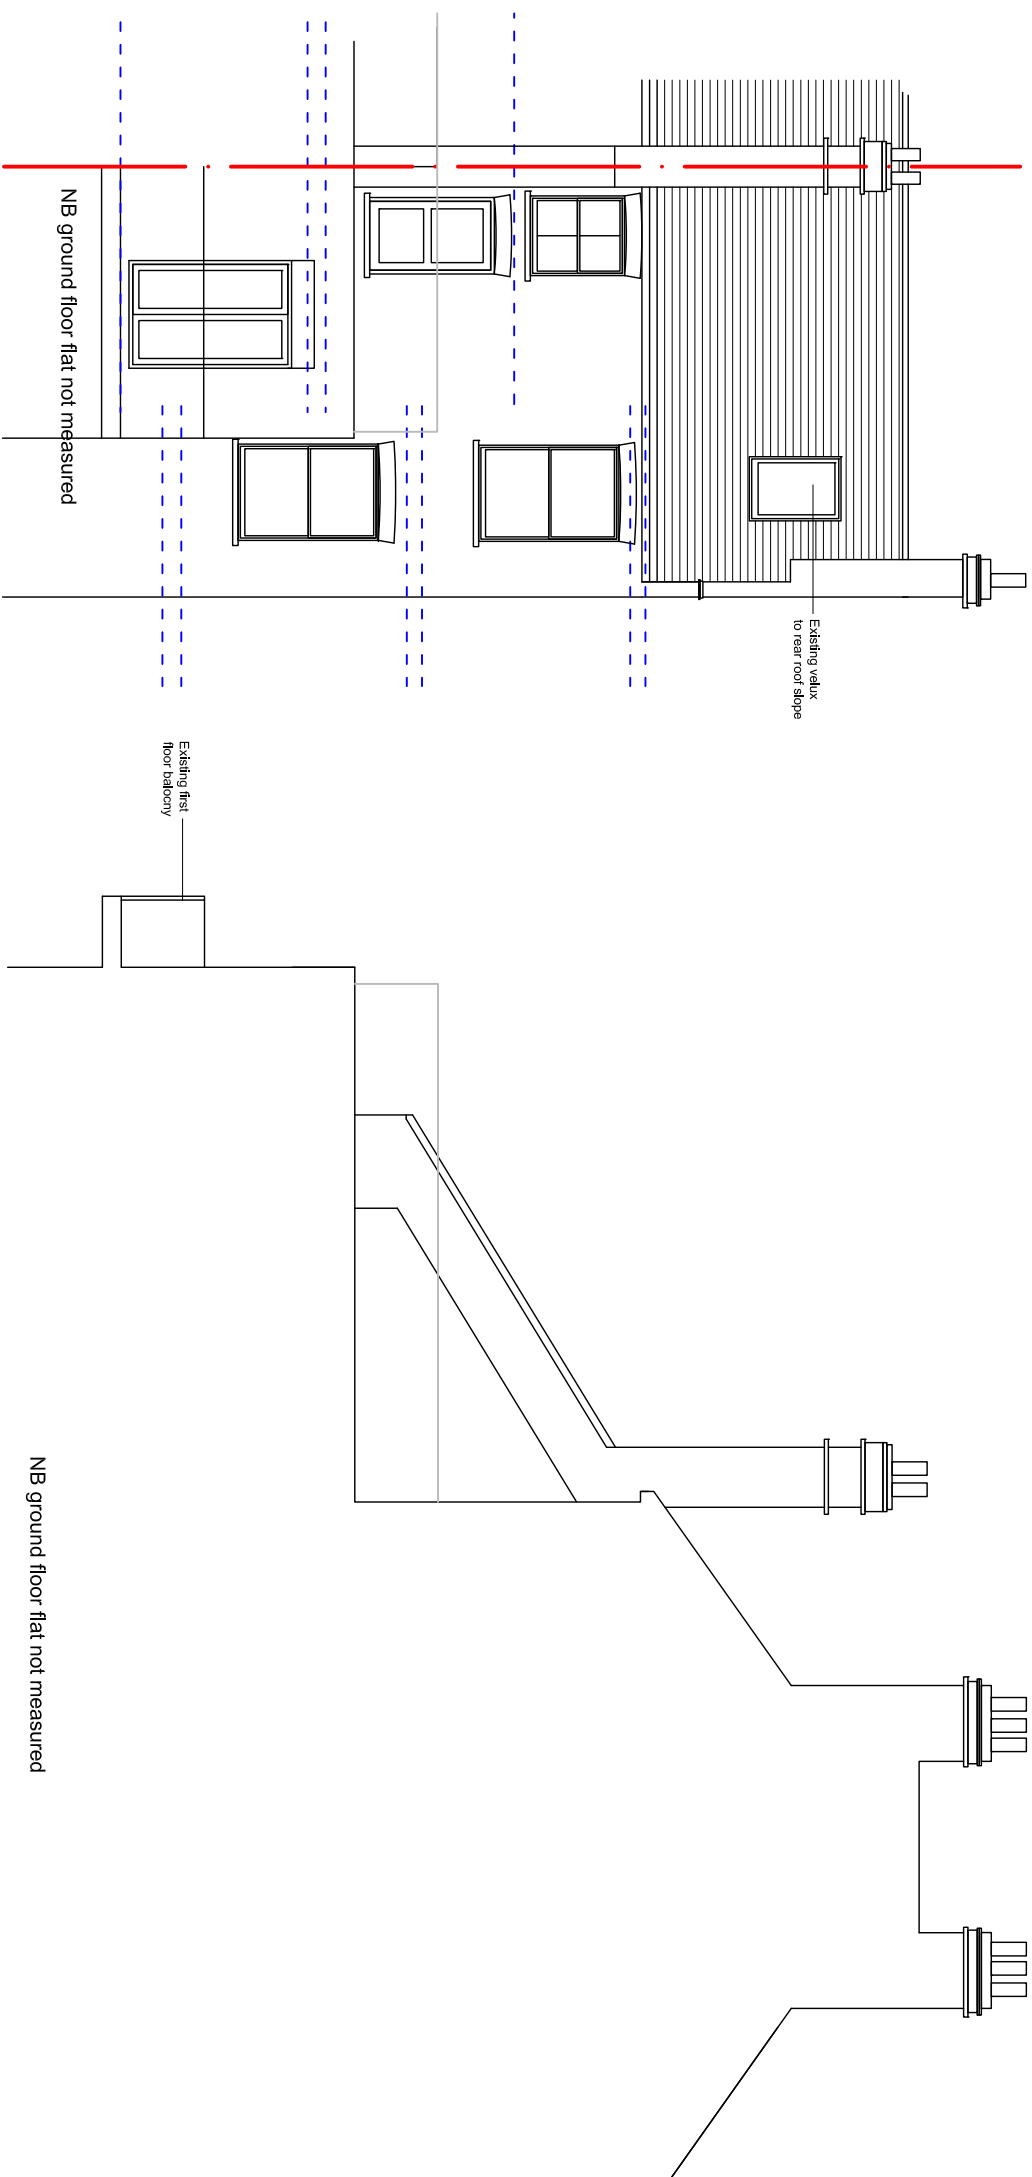 Existing velux
to rear roof slope
NB ground floor flat not measured
Existing first
floor balocny
NB ground floor flat not measured